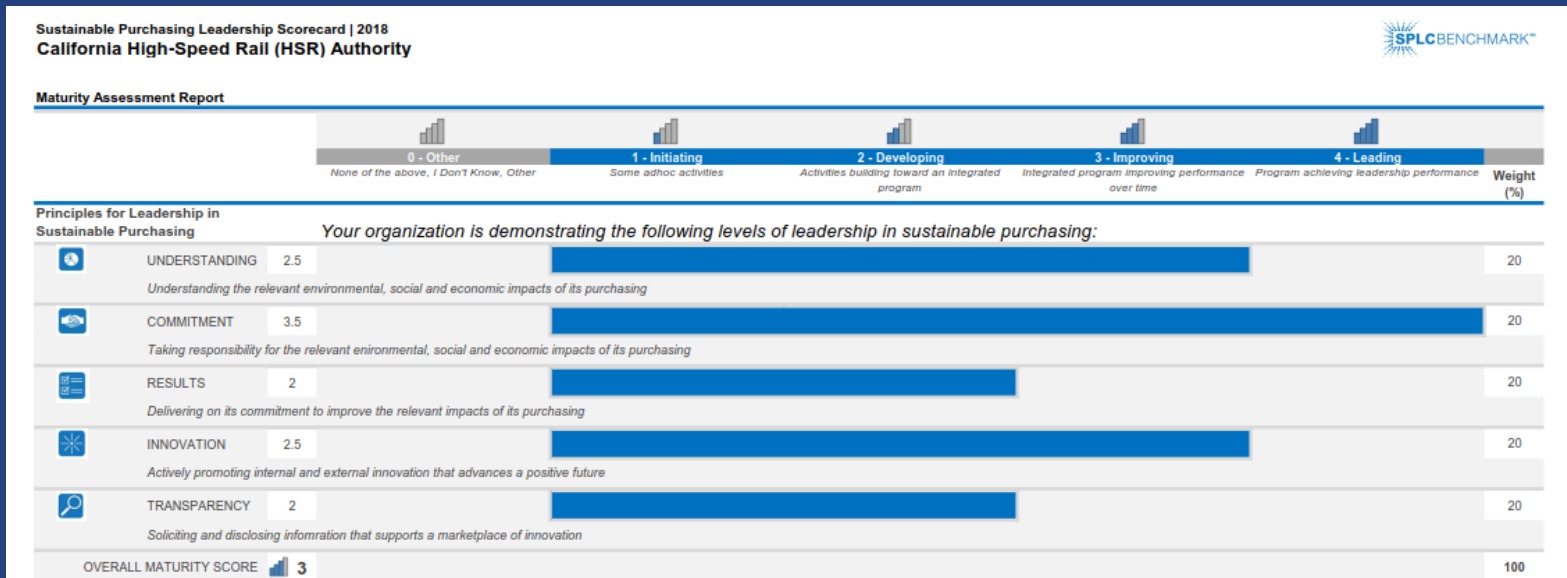 Sustainable Purchasing Leadership Scorecard | 2018
California High-Speed Rail (HSR) Authority
SPLCBENCHMARK℠
Maturity Assessment Report
0 - Other
1 - Initiating
2 - Developing
3 - Improving
4 - Leading
None of the above, I Don't Know, Other
Some adhoc activities
Activities building toward an integrated program
Integrated program improving performance over time
Program achieving leadership performance
Weight (%)
Principles for Leadership in
Sustainable Purchasing
Your organization is demonstrating the following levels of leadership in sustainable purchasing:
UNDERSTANDING 2.5 20
Understanding the relevant environmental, social and economic impacts of its purchasing
COMMITMENT 3.5 20
Taking responsibility for the relevant enironmental, social and economic impacts of its purchasing
RESULTS 2 20
Delivering on its commitment to improve the relevant impacts of its purchasing
INNOVATION 2.5 20
Actively promoting internal and external innovation that advances a positive future
TRANSPARENCY 2 20
Soliciting and disclosing infomration that supports a marketplace of innovation
OVERALL MATURITY SCORE 3 100